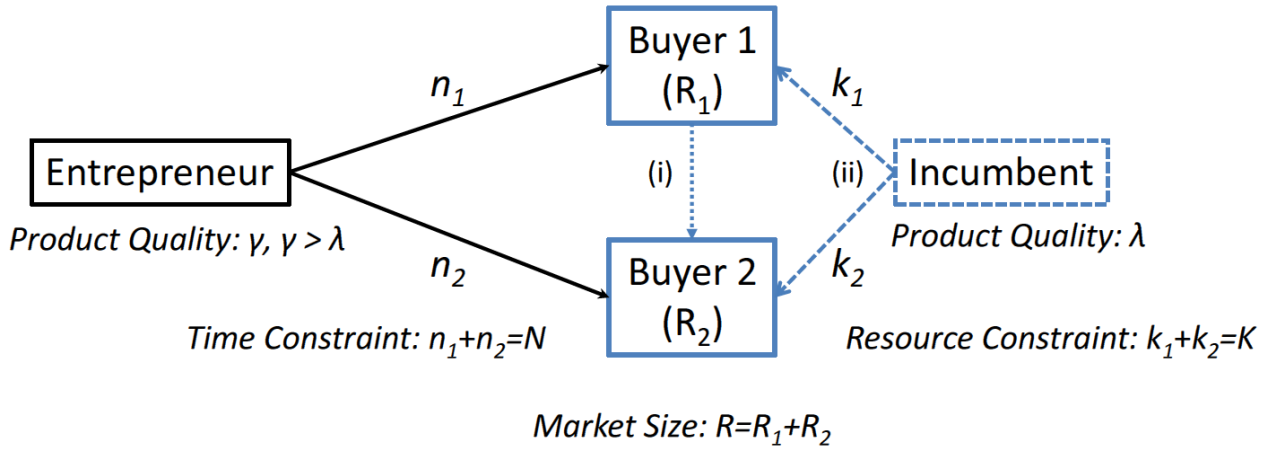 Buyer 1
(R₁)
n₁
k₁
Entrepreneur
(i)
(ii)
Incumbent
Product Quality: γ, γ > λ
Product Quality: λ
n₂
Buyer 2
(R₂)
k₂
Time Constraint: n₁+n₂=N
Resource Constraint: k₁+k₂=K
Market Size: R=R₁+R₂